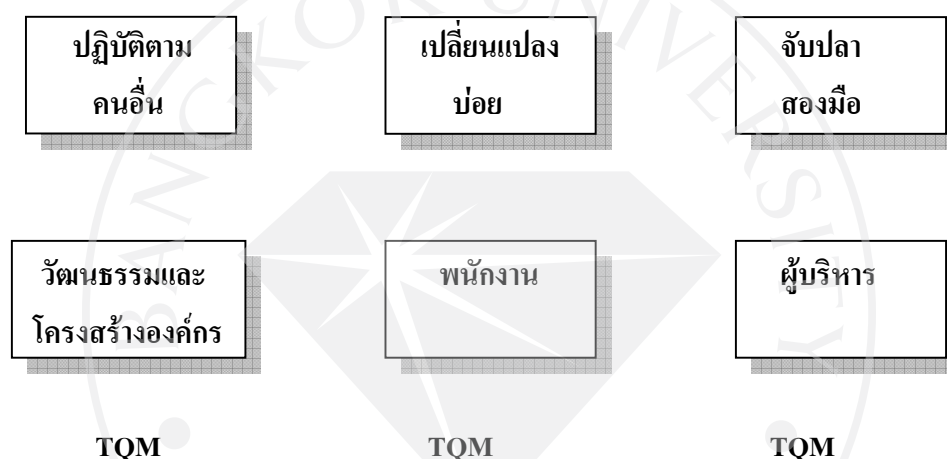 ปฏิบัติตาม
คนอื่น
เปลี่ยนแปลง
บ่อย
จับปลา
สองมือ
วัฒนธรรมและ
โครงสร้างองค์กร
พนักงาน
ผู้บริหาร
TQM
TQM
TQM
BANGKOK UNIVERSITY